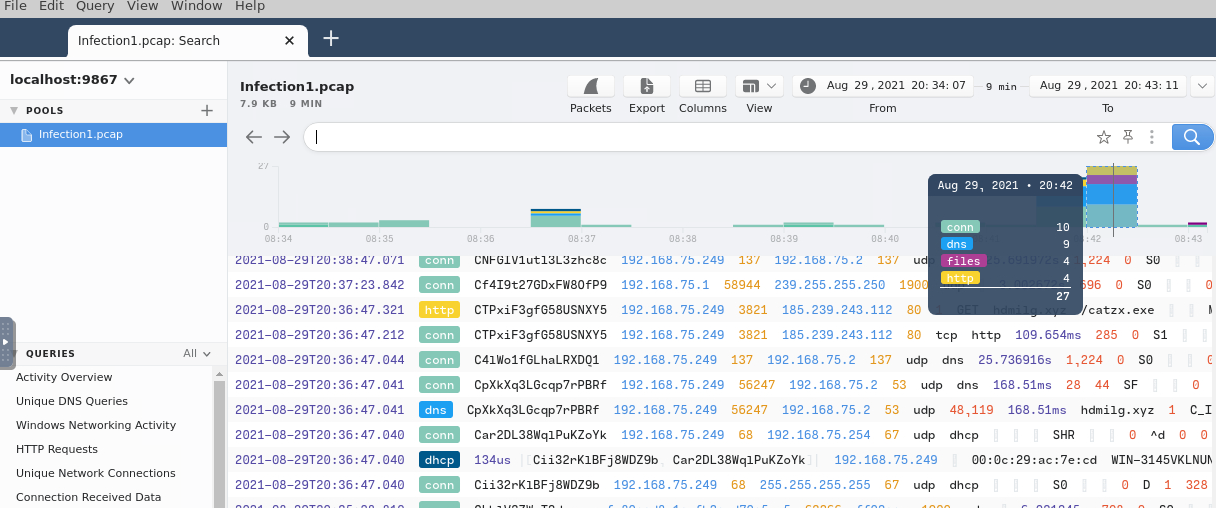 File Edit Query View Window Help
Infection1.pcap: Search × +
localhost:9867
POOLS +
Infection1.pcap
Infection1.pcap
7.9 KB 9 MIN
Packets Export Columns View
Aug 29, 2021 20:34:07 9 min Aug 29, 2021 20:43:11
From To
27
0
08:34 08:35 08:36 08:37 08:38 08:39 08:40 :42 08:43
Aug 29, 2021 • 20:42
conn 10
dns 9
files 4
http 4
27
2021-08-29T20:38:47.071 conn CNFGIV1utl3L3zhc8c 192.168.75.249 137 192.168.75.2 137 udp ,224 0 S0
2021-08-29T20:37:23.842 conn Cf4I9t27GDxFW8OfP9 192.168.75.1 58944 239.255.255.250 1900 696 0 S0 0
2021-08-29T20:36:47.321 http CTPxiF3gfG58USNXY5 192.168.75.249 3821 185.239.243.112 80 1 GET hdmilg.xyz /catzx.exe
2021-08-29T20:36:47.212 conn CTPxiF3gfG58USNXY5 192.168.75.249 3821 185.239.243.112 80 tcp http 109.654ms 285 0 S1
2021-08-29T20:36:47.044 conn C4lWo1fGLhaLRXDQ1 192.168.75.249 137 192.168.75.2 137 udp dns 25.736916s 1,224 0 S0 0
2021-08-29T20:36:47.041 conn CpXkXq3LGcqp7rPBRf 192.168.75.249 56247 192.168.75.2 53 udp dns 168.51ms 28 44 SF 0
2021-08-29T20:36:47.041 dns CpXkXq3LGcqp7rPBRf 192.168.75.249 56247 192.168.75.2 53 udp 48,119 168.51ms hdmilg.xyz 1 C_I
2021-08-29T20:36:47.040 conn Car2DL38WqlPuKZoYk 192.168.75.249 68 192.168.75.254 67 udp dhcp SHR 0 ^d 0 0
2021-08-29T20:36:47.040 dhcp 134us Cii32rKlBFj8WDZ9b, Car2DL38WqlPuKZoYk 192.168.75.249 00:0c:29:ac:7e:cd WIN-3145VKLNUN
2021-08-29T20:36:47.040 conn Cii32rKlBFj8WDZ9b 192.168.75.249 68 255.255.255.255 67 udp dhcp S0 0 D 1 328
QUERIES All
Activity Overview
Unique DNS Queries
Windows Networking Activity
HTTP Requests
Unique Network Connections
Connection Received Data